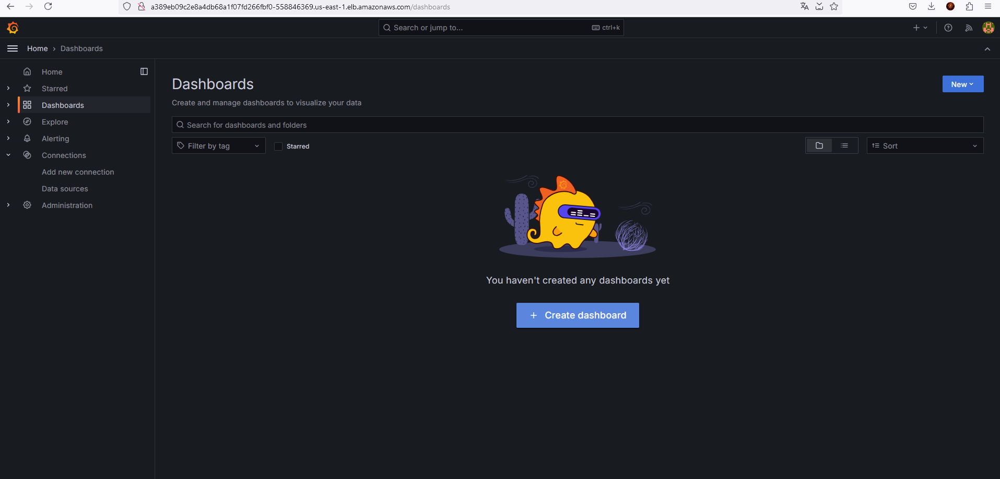 a389eb09c2e8a4db68a1f07fd266fbf0-558846369.us-east-1.elb.amazonaws.com/dashboards
Search or jump to... ctrl+k
Home › Dashboards
Home
Starred
Dashboards
Explore
Alerting
Connections
Add new connection
Data sources
Administration
Dashboards
New
Create and manage dashboards to visualize your data
Search for dashboards and folders
Filter by tag Starred Sort
You haven't created any dashboards yet
+ Create dashboard